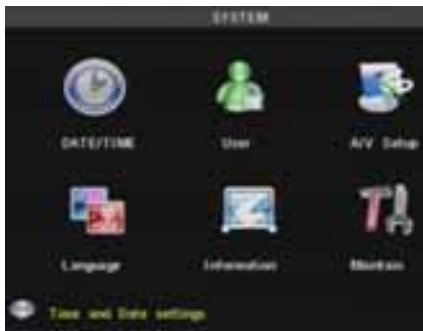 SYSTEM
DATE/TIME User A/V Setup
Language Information Maintain
Time and Date settings